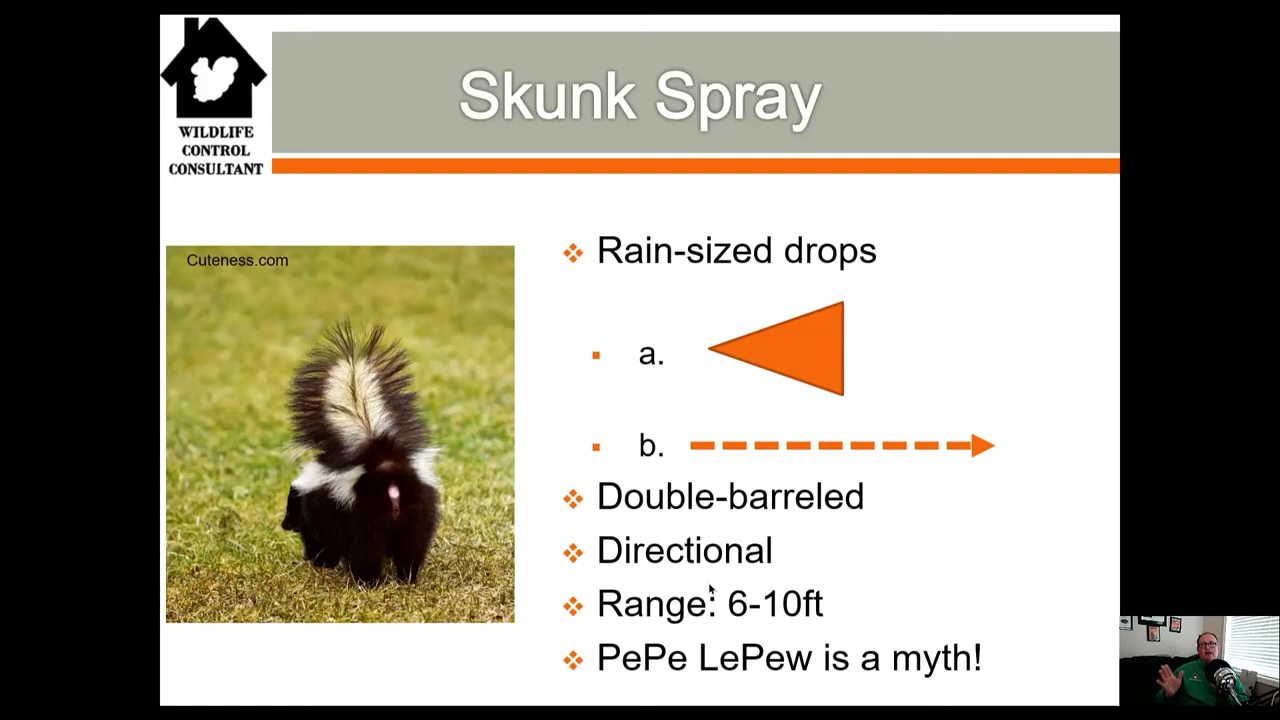 WILDLIFE
CONTROL
CONSULTANT
Skunk Spray
Cuteness.com
Rain-sized drops
a.
b.
Double-barreled
Directional
Range: 6-10ft
PePe LePew is a myth!